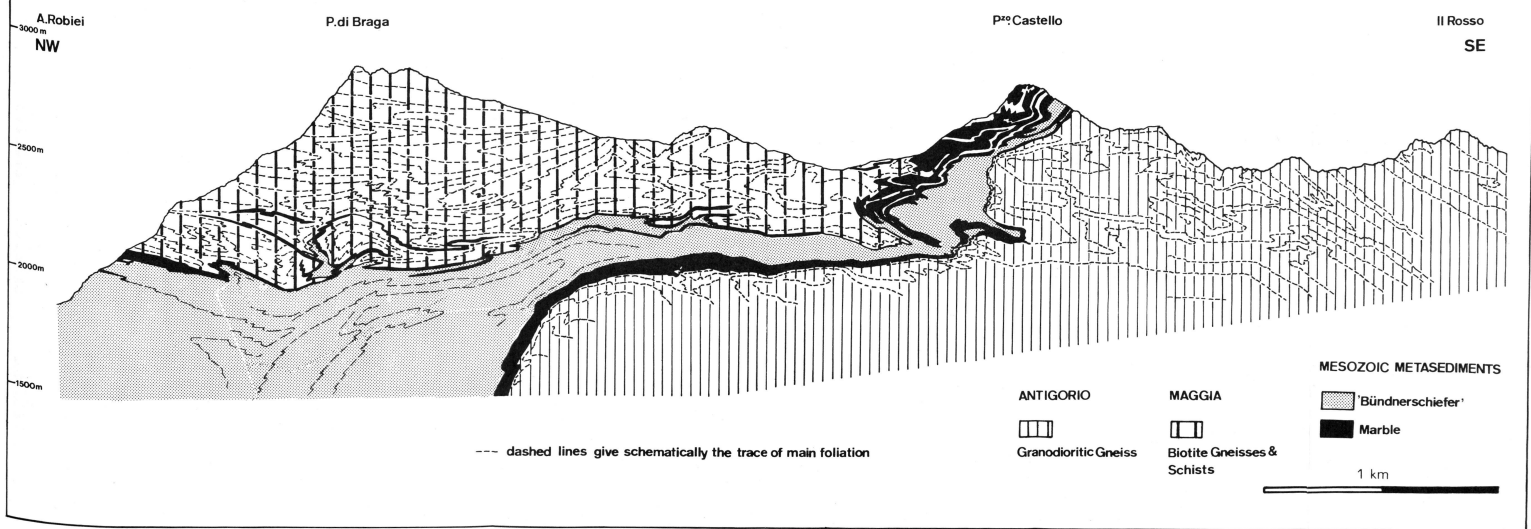 A.Robiei
P.di Braga
Pzo.Castello
Il Rosso
3000m
NW
SE
2500m
2000m
1500m
MESOZOIC METASEDIMENTS
ANTIGORIO
MAGGIA
'Bündnerschiefer'
Marble
--- dashed lines give schematically the trace of main foliation
Granodioritic Gneiss
Biotite Gneisses &
Schists
1 km